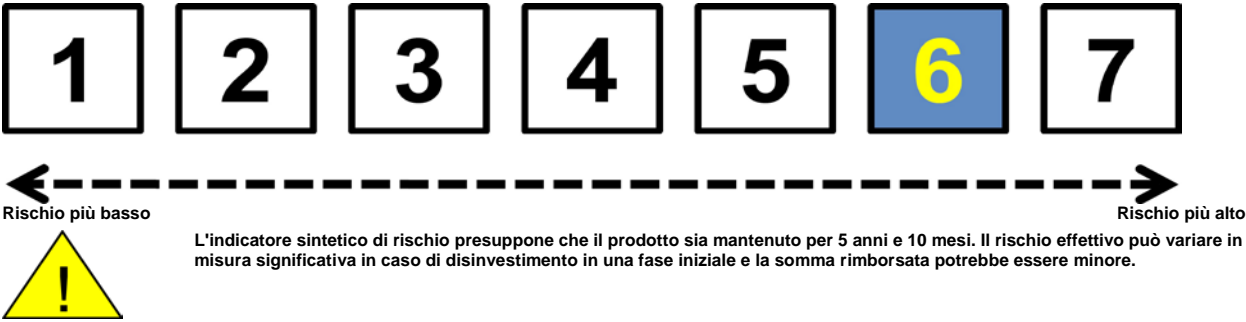 1 2 3 4 5 6 7
Rischio più basso Rischio più alto
L'indicatore sintetico di rischio presuppone che il prodotto sia mantenuto per 5 anni e 10 mesi. Il rischio effettivo può variare in
misura significativa in caso di disinvestimento in una fase iniziale e la somma rimborsata potrebbe essere minore.
!